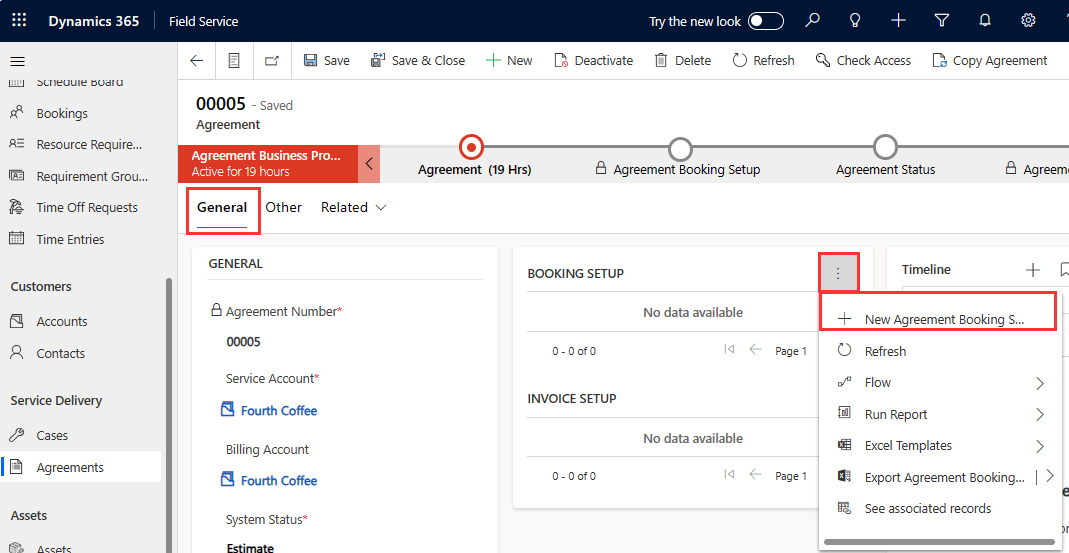 Dynamics 365
Field Service
Try the new look
Save
Save & Close
New
Deactivate
Delete
Refresh
Check Access
Copy Agreement
Schedule Board
Bookings
Resource Require...
Requirement Grou...
Time Off Requests
Time Entries
Customers
Accounts
Contacts
Service Delivery
Cases
Agreements
Assets
Assets
00005 - Saved
Agreement
Agreement Business Pro...
Active for 19 hours
Agreement (19 Hrs)
Agreement Booking Setup
Agreement Status
General
Other
Related
GENERAL
Agreement Number*
00005
Service Account*
Fourth Coffee
Billing Account
Fourth Coffee
System Status*
Estimate
BOOKING SETUP
No data available
0 - 0 of 0
Page 1
INVOICE SETUP
No data available
0 - 0 of 0
Page 1
Timeline
New Agreement Booking S...
Refresh
Flow
Run Report
Excel Templates
Export Agreement Booking...
See associated records